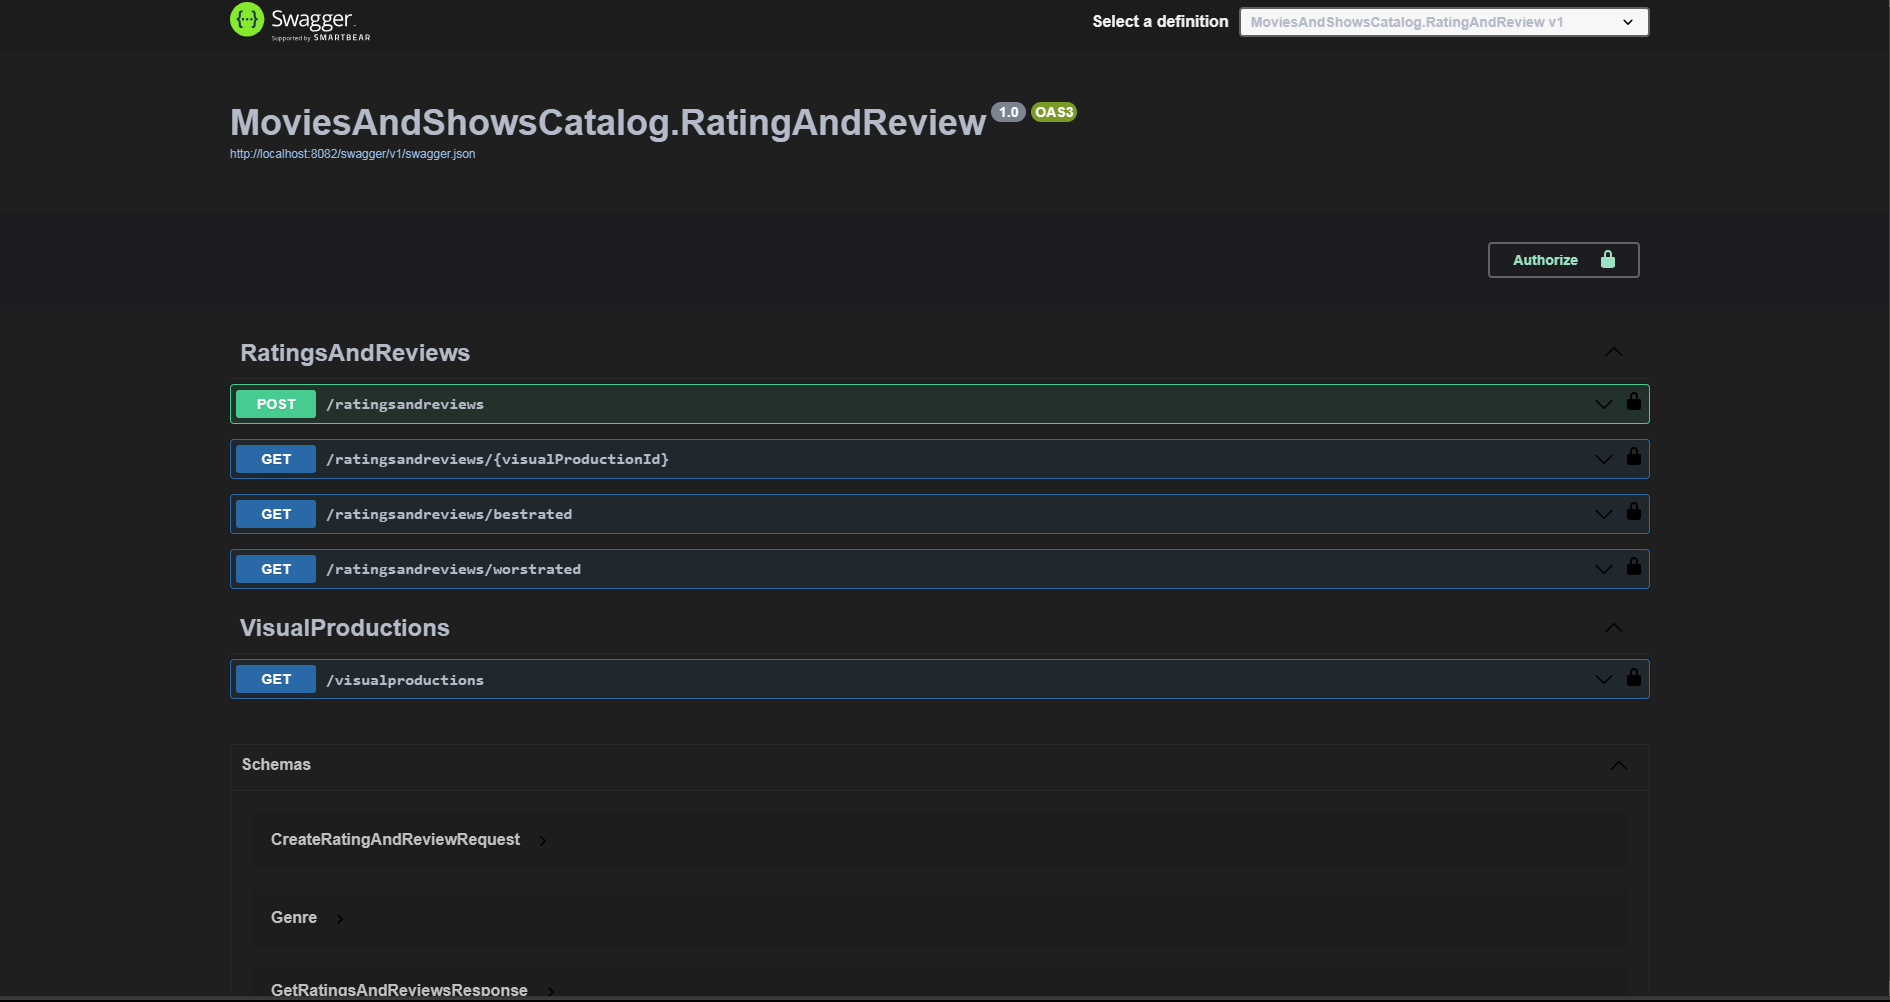 Swagger.
Supported by SMARTBEAR
Select a definition
MoviesAndShowsCatalog.RatingAndReview v1
MoviesAndShowsCatalog.RatingAndReview 1.0 OAS3
http://localhost:8082/swagger/v1/swagger.json
Authorize
RatingsAndReviews
POST /ratingsandreviews
GET /ratingsandreviews/{visualProductionId}
GET /ratingsandreviews/bestrated
GET /ratingsandreviews/worstrated
VisualProductions
GET /visualproductions
Schemas
CreateRatingAndReviewRequest
Genre
GetRatingsAndReviewsResponse